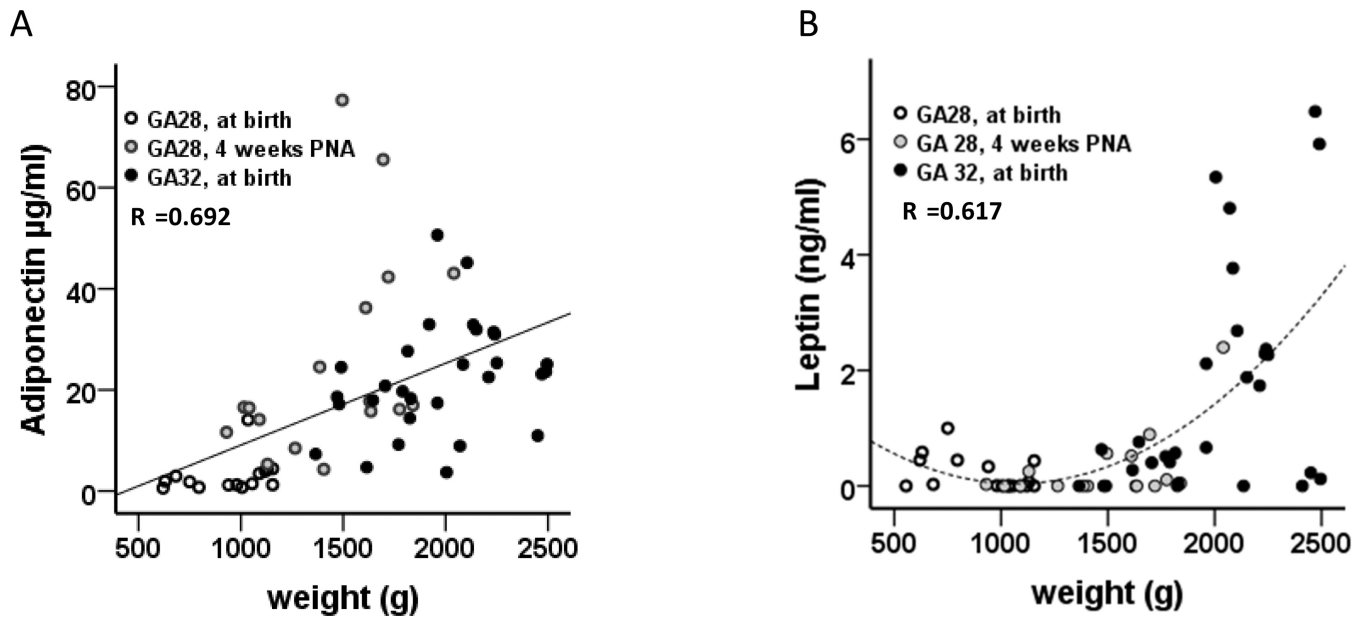 A
Adiponectin µg/ml)
80
60
40
20
0
GA28, at birth
GA28, 4 weeks PNA
GA32, at birth
R =0.692
500 1000 1500 2000 2500
weight (g)
B
Leptin (ng/ml)
6
4
2
0
GA28, at birth
GA 28, 4 weeks PNA
GA 32, at birth
R =0.617
500 1000 1500 2000 2500
weight (g)